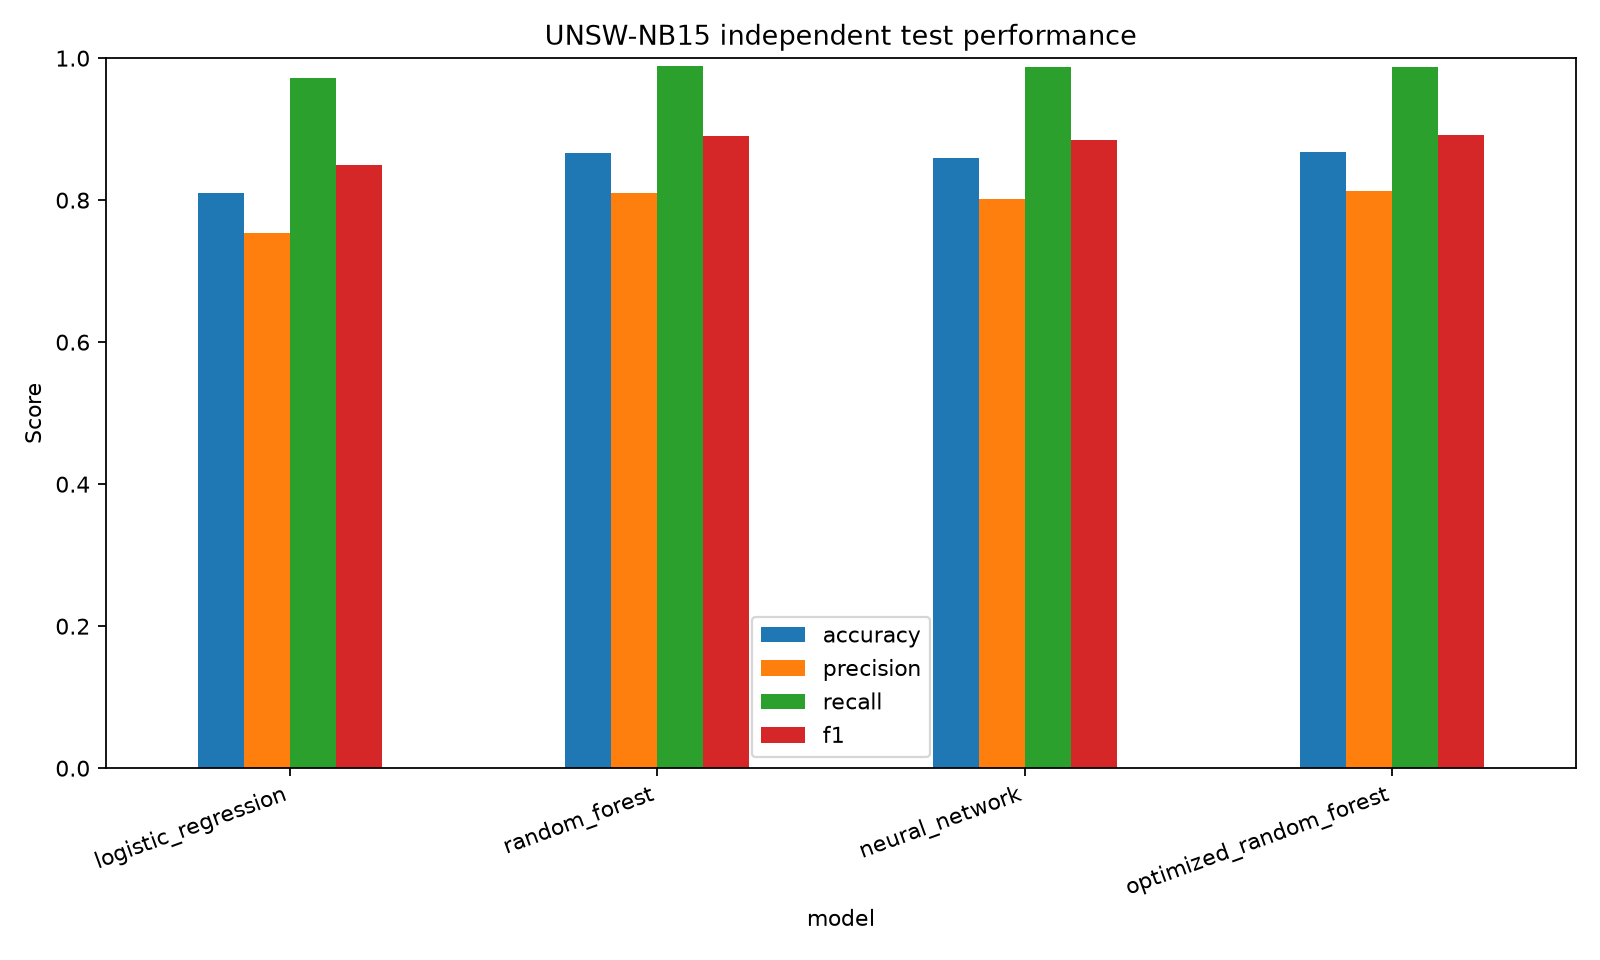 UNSW-NB15 independent test performance
1.0
0.8
0.6
0.4
0.2
0.0
Score
accuracy
precision
recall
f1
logistic_regression
random_forest
neural_network
optimized_random_forest
model